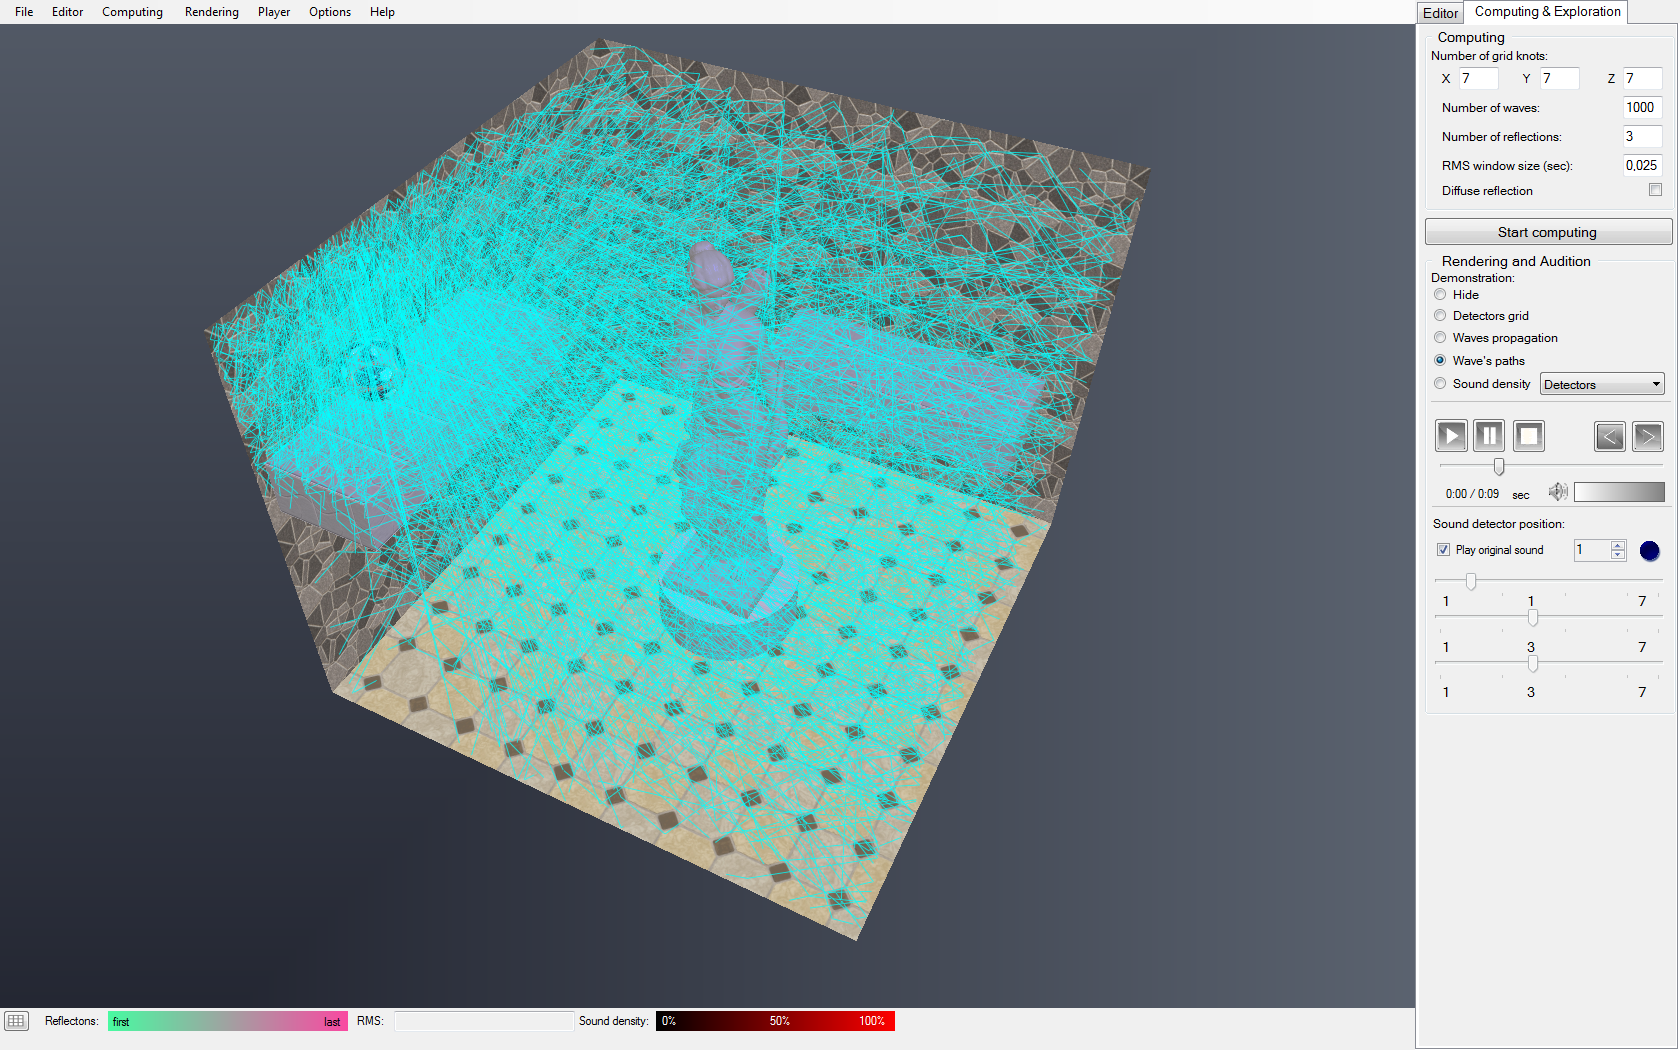 File Editor Computing Rendering Player Options Help
Editor Computing & Exploration
Computing
Number of grid knots:
X 7 Y 7 Z 7
Number of waves: 1000
Number of reflections: 3
RMS window size (sec): 0,025
Diffuse reflection
Start computing
Rendering and Audition
Demonstration:
Hide
Detectors grid
Waves propagation
Wave's paths
Sound density Detectors
< >
0:00 / 0:09 sec
Sound detector position:
Play original sound 1
1 1 7
1 3 7
1 3 7
Reflectons: first last RMS: Sound density: 0% 50% 100%